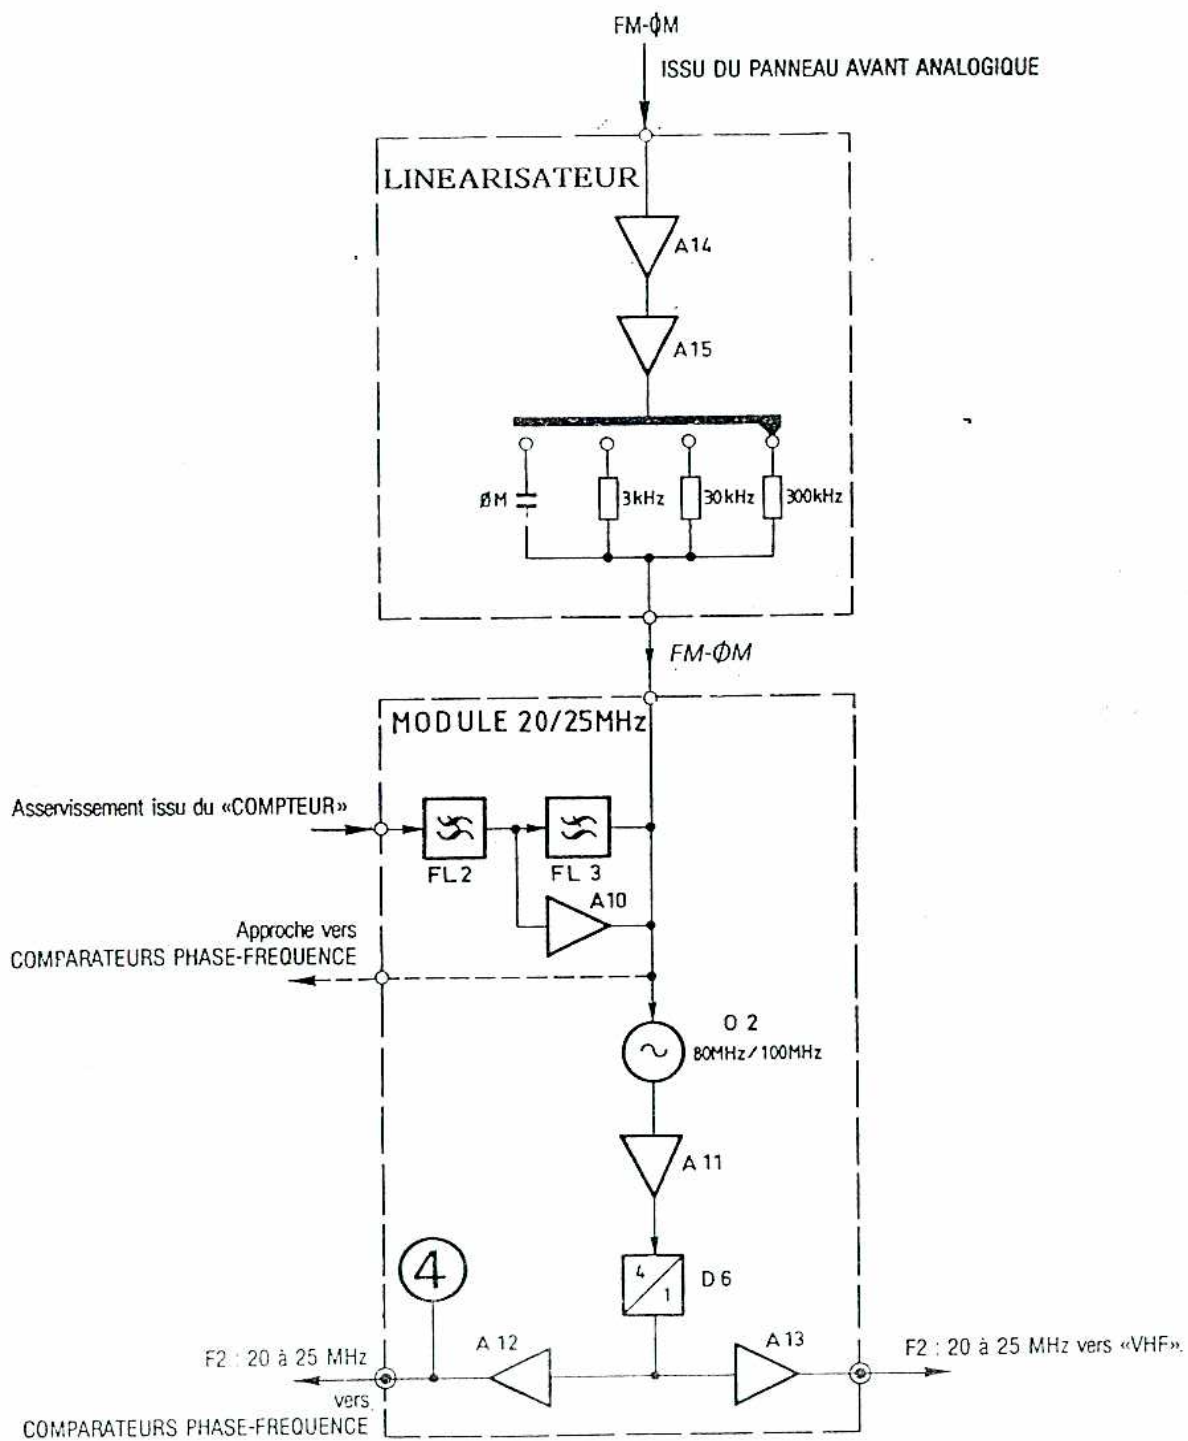 FM-ϕM
ISSU DU PANNEAU AVANT ANALOGIQUE
LINEARISATEUR
A14
A15
ØM
3kHz
30kHz
300kHz
FM-ϕM
MODULE 20/25MHz
Asservissement issu du «COMPTEUR»
FL2
FL 3
A10
Approche vers
COMPARATEURS PHASE-FREQUENCE
O 2
80MHz/100MHz
A 11
4
4
1
D 6
A 12
A 13
F2 : 20 à 25 MHz
vers
COMPARATEURS PHASE-FREQUENCE
F2 : 20 à 25 MHz vers «VHF».